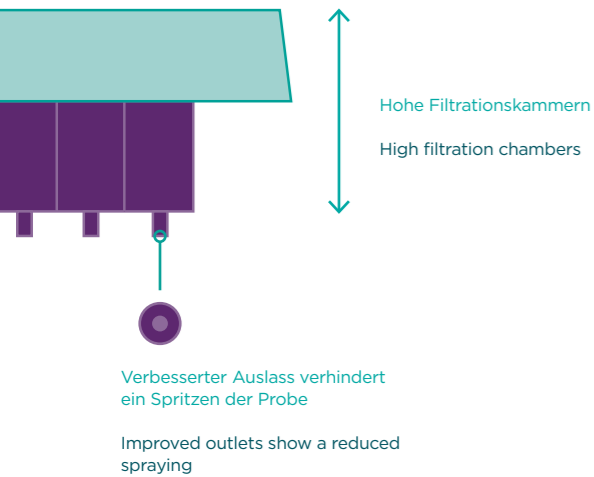 Hohe Filtrationskammern
High filtration chambers
Verbesserter Auslass verhindert
ein Spritzen der Probe
Improved outlets show a reduced
spraying